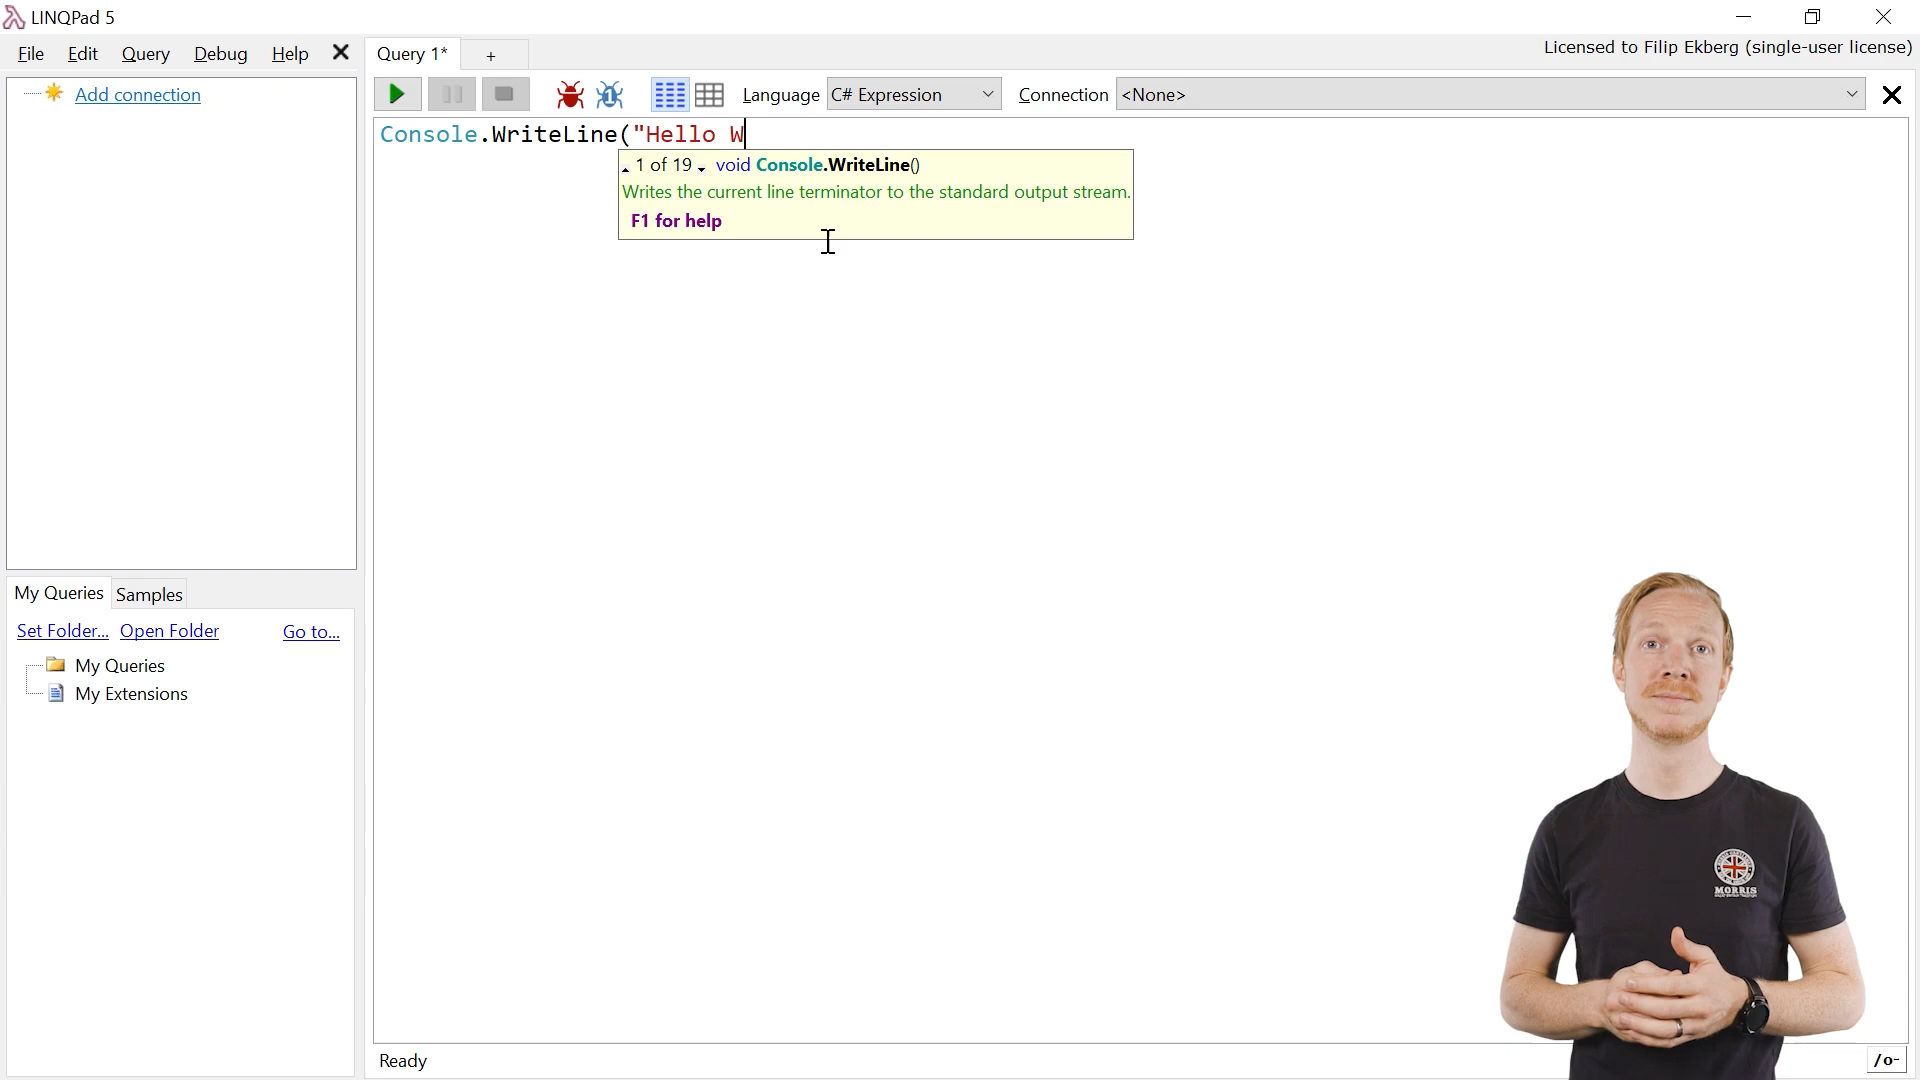 LINQPad 5
File Edit Query Debug Help
Query 1* +
Licensed to Filip Ekberg (single-user license)
Add connection
Language C# Expression Connection <None>
Console.WriteLine("Hello W
1 of 19 void Console.WriteLine()
Writes the current line terminator to the standard output stream.
F1 for help
My Queries Samples
Set Folder... Open Folder Go to...
My Queries
My Extensions
MORRIS
Ready
/o-